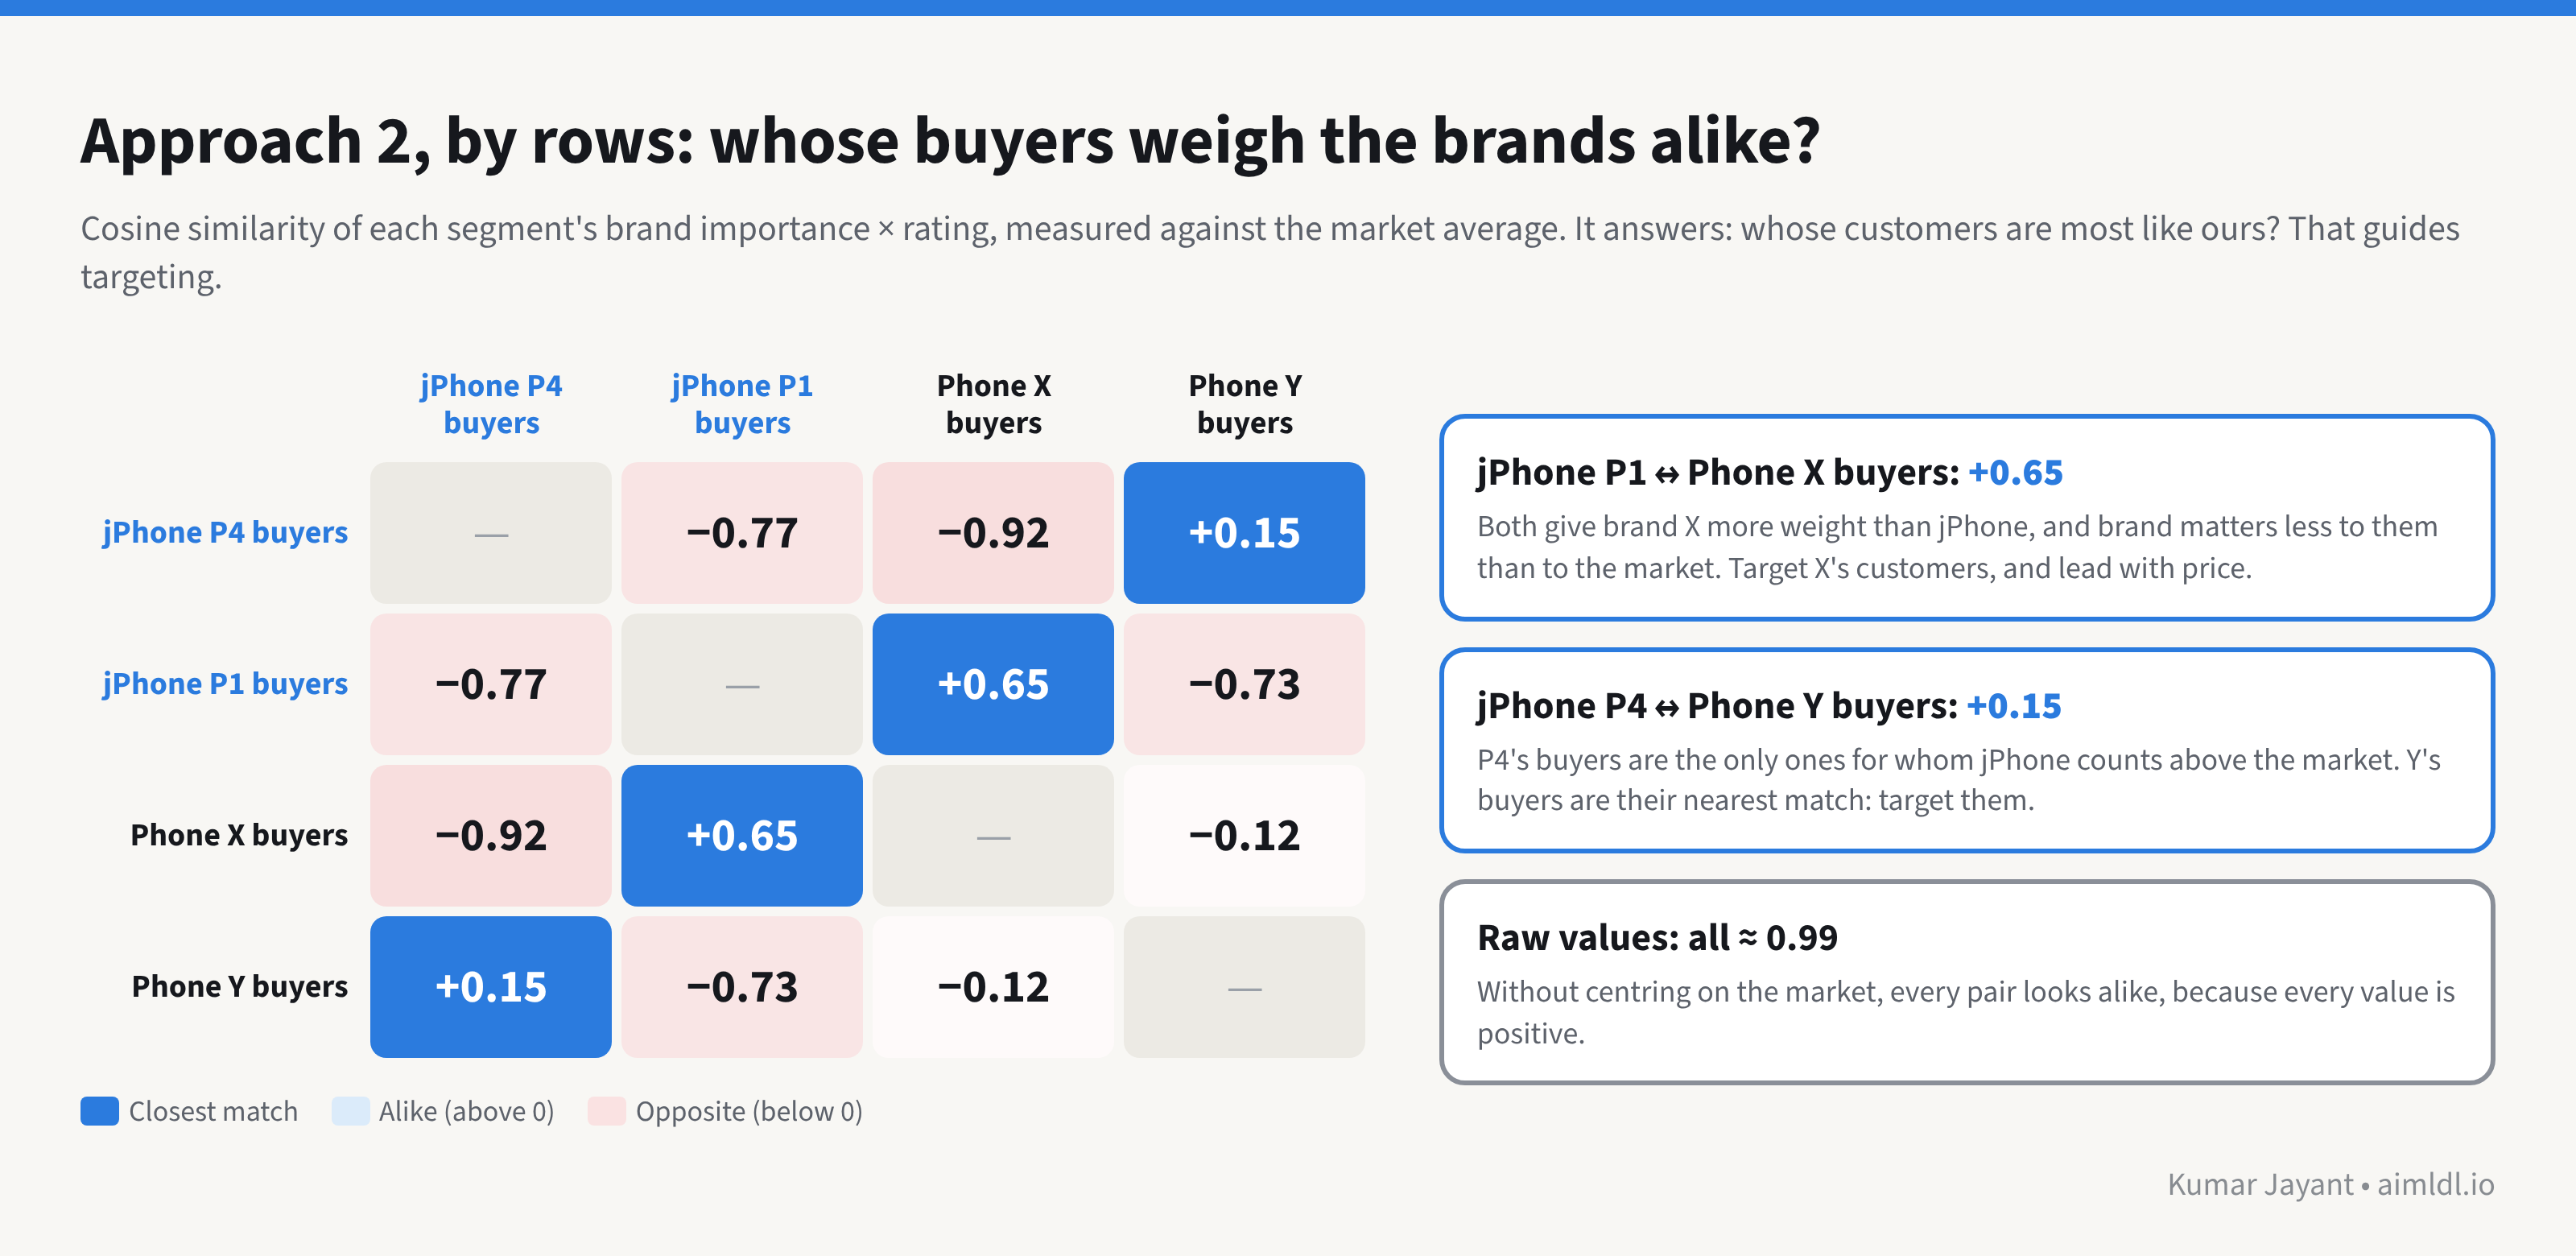 Approach 2, by rows: whose buyers weigh the brands alike?
Cosine similarity of each segment's brand importance × rating, measured against the market average. It answers: whose customers are most like ours? That guides
targeting.
jPhone P4 buyers
jPhone P1 buyers
Phone X buyers
Phone Y buyers
jPhone P4 buyers — −0.77 −0.92 +0.15
jPhone P1 buyers −0.77 — +0.65 −0.73
Phone X buyers −0.92 +0.65 — −0.12
Phone Y buyers +0.15 −0.73 −0.12 —
Closest match Alike (above 0) Opposite (below 0)
jPhone P1 ↔ Phone X buyers: +0.65
Both give brand X more weight than jPhone, and brand matters less to them
than to the market. Target X's customers, and lead with price.
jPhone P4 ↔ Phone Y buyers: +0.15
P4's buyers are the only ones for whom jPhone counts above the market. Y's
buyers are their nearest match: target them.
Raw values: all ≈ 0.99
Without centring on the market, every pair looks alike, because every value is
positive.
Kumar Jayant • aimldl.io